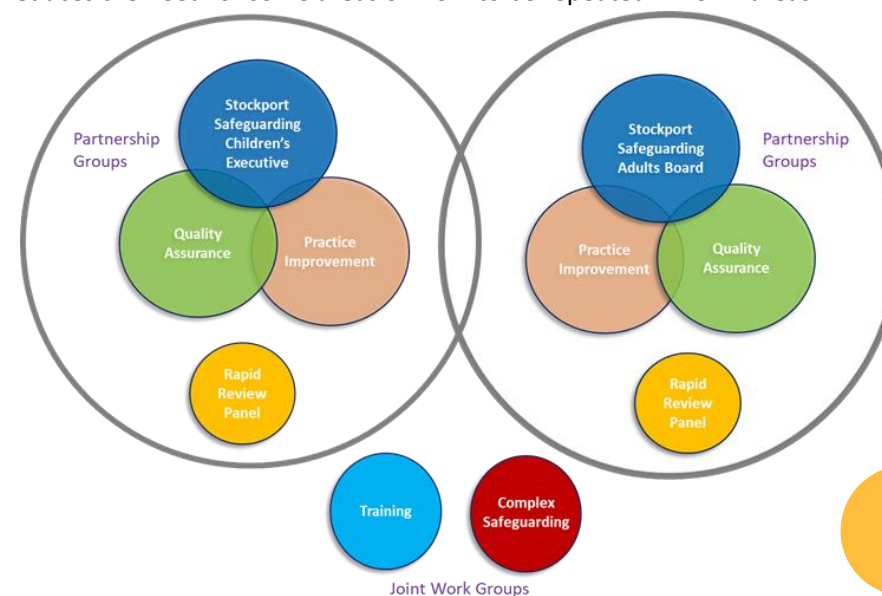 Partnership
Groups
Stockport
Safeguarding
Children's
Executive
Quality
Assurance
Practice
Improvement
Rapid
Review
Panel
Stockport
Safeguarding
Adults Board
Partnership
Groups
Practice
Improvement
Quality
Assurance
Rapid
Review
Panel
Training
Complex
Safeguarding
Joint Work Groups